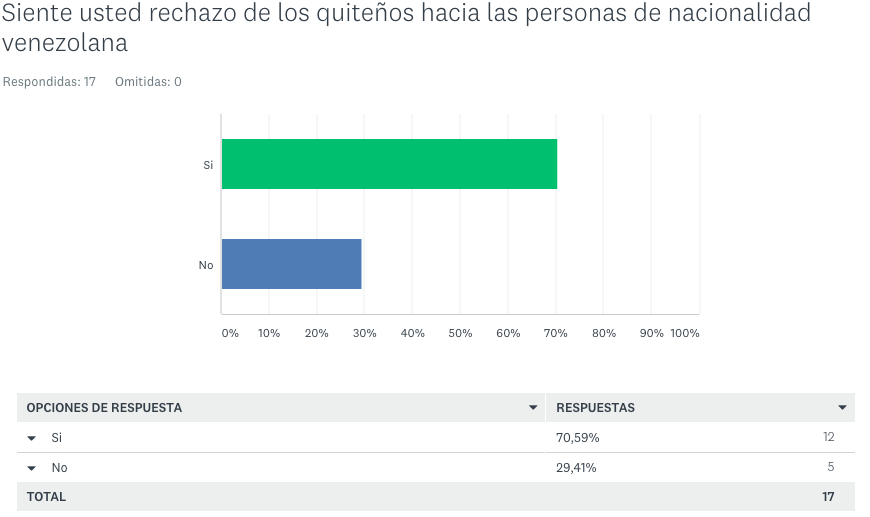 Siente usted rechazo de los quiteños hacia las personas de nacionalidad
venezolana
Respondidas: 17 Omitidas: 0
Si
No
0% 10% 20% 30% 40% 50% 60% 70% 80% 90% 100%
OPCIONES DE RESPUESTA RESPUESTAS
Si 70,59% 12
No 29,41% 5
TOTAL 17